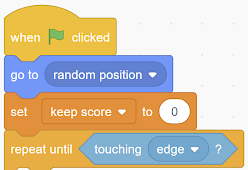 when clicked
go to random position
set keep score to 0
repeat until touching edge ?